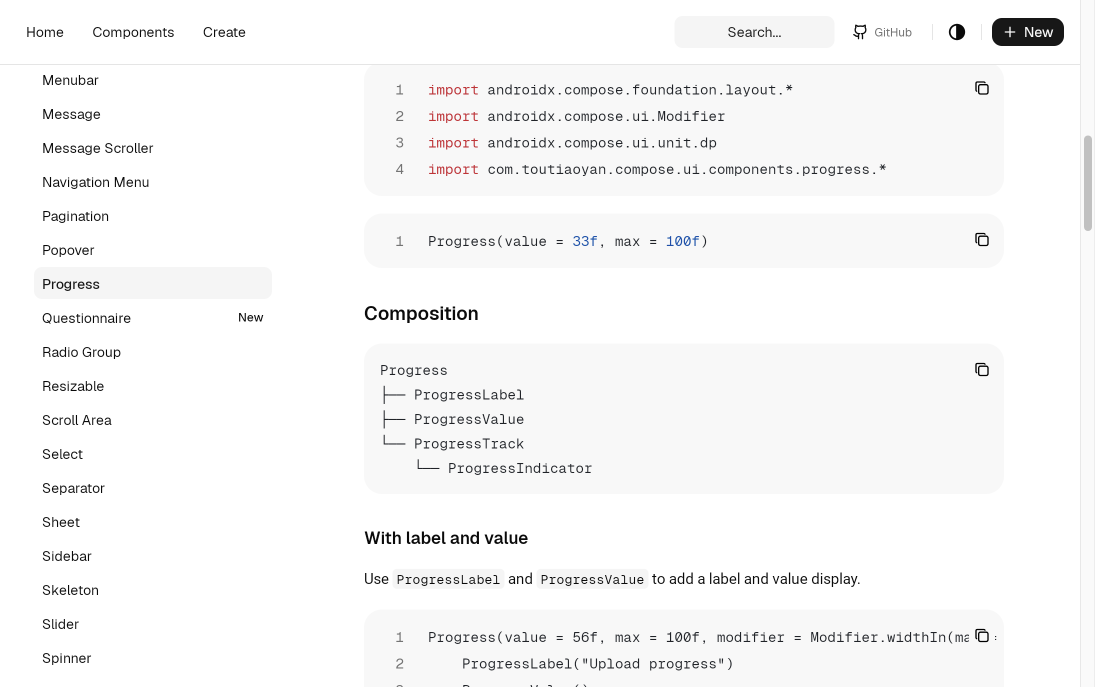 Home
Components
Create
Search...
GitHub
New
Menubar
Message
Message Scroller
Navigation Menu
Pagination
Popover
Progress
Questionnaire New
Radio Group
Resizable
Scroll Area
Select
Separator
Sheet
Sidebar
Skeleton
Slider
Spinner
1 import androidx.compose.foundation.layout.*
2 import androidx.compose.ui.Modifier
3 import androidx.compose.ui.unit.dp
4 import com.toutiaoyan.compose.ui.components.progress.*
1 Progress(value = 33f, max = 100f)
Composition
Progress
├── ProgressLabel
├── ProgressValue
└── ProgressTrack
    └── ProgressIndicator
With label and value
Use ProgressLabel and ProgressValue to add a label and value display.
1 Progress(value = 56f, max = 100f, modifier = Modifier.widthIn(ma
2     ProgressLabel("Upload progress")